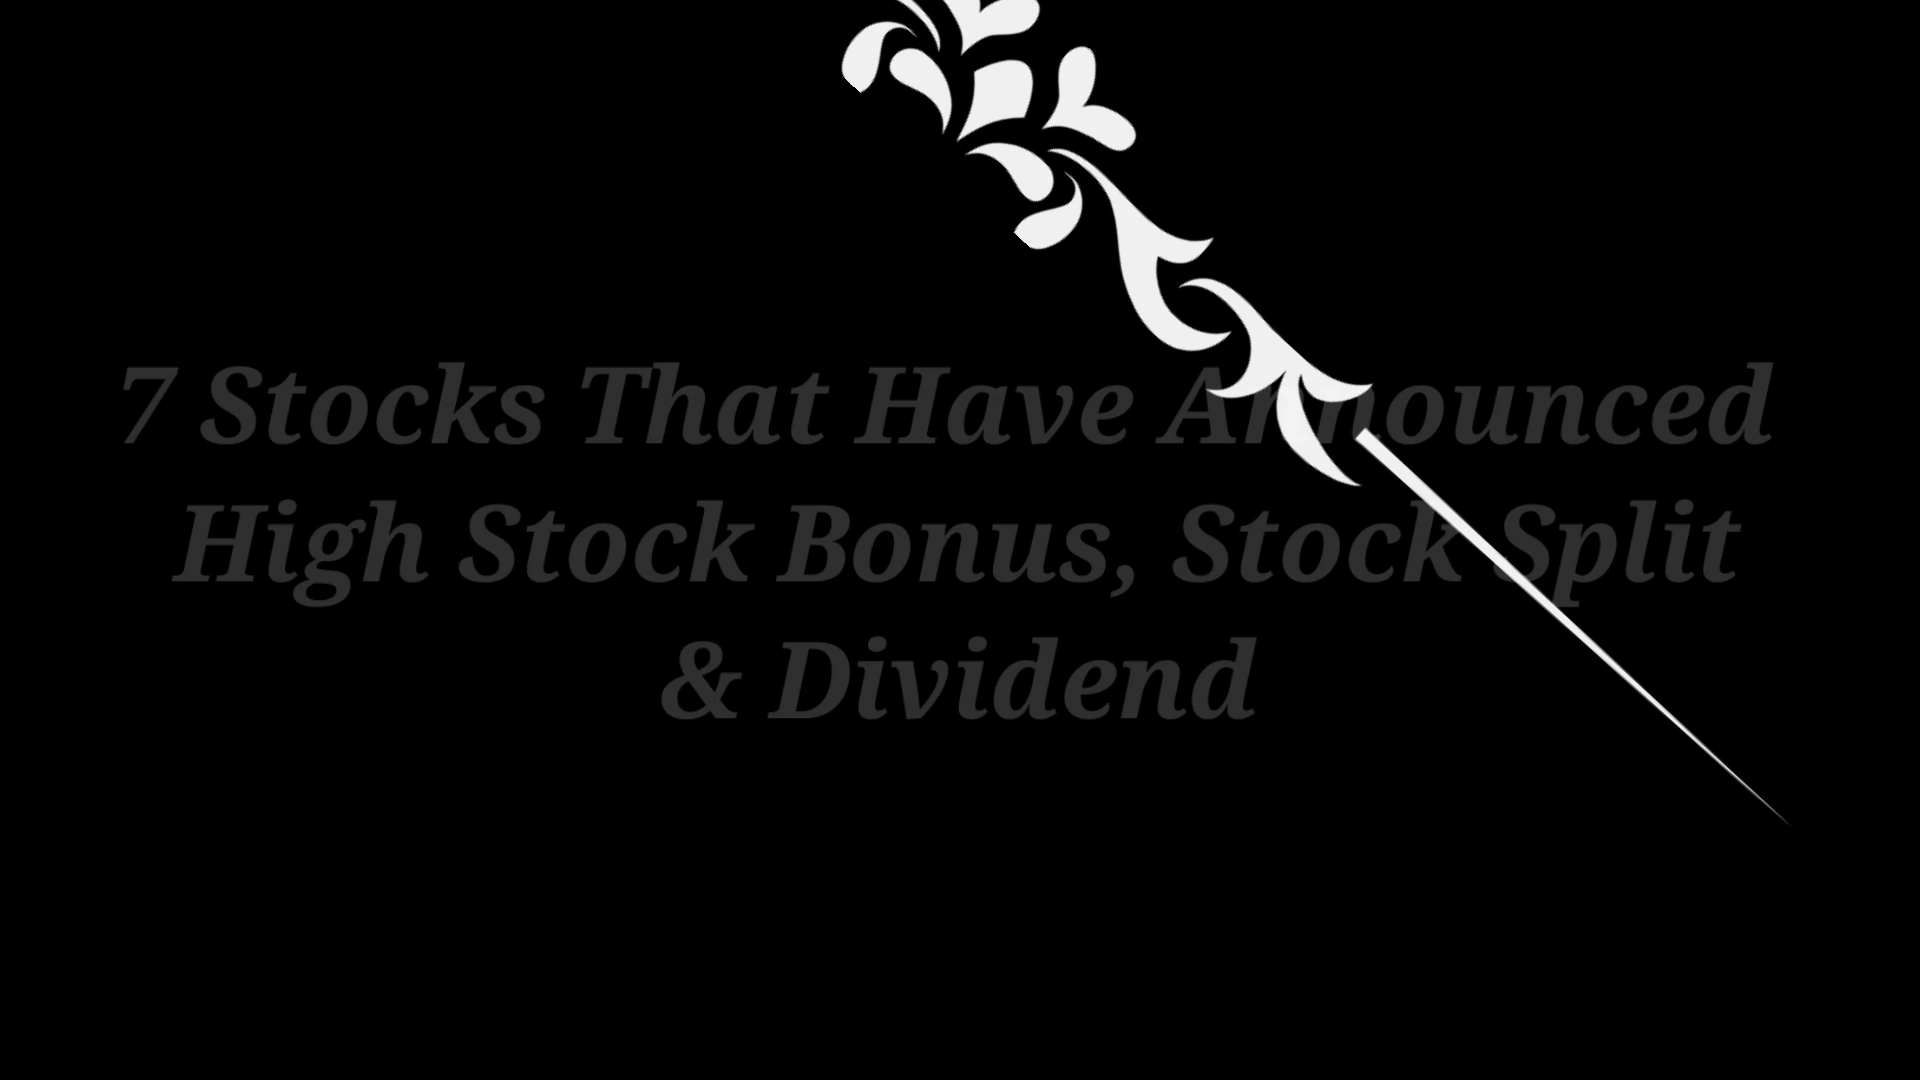 7 Stocks That Have Announced
High Stock Bonus, Stock Split
& Dividend